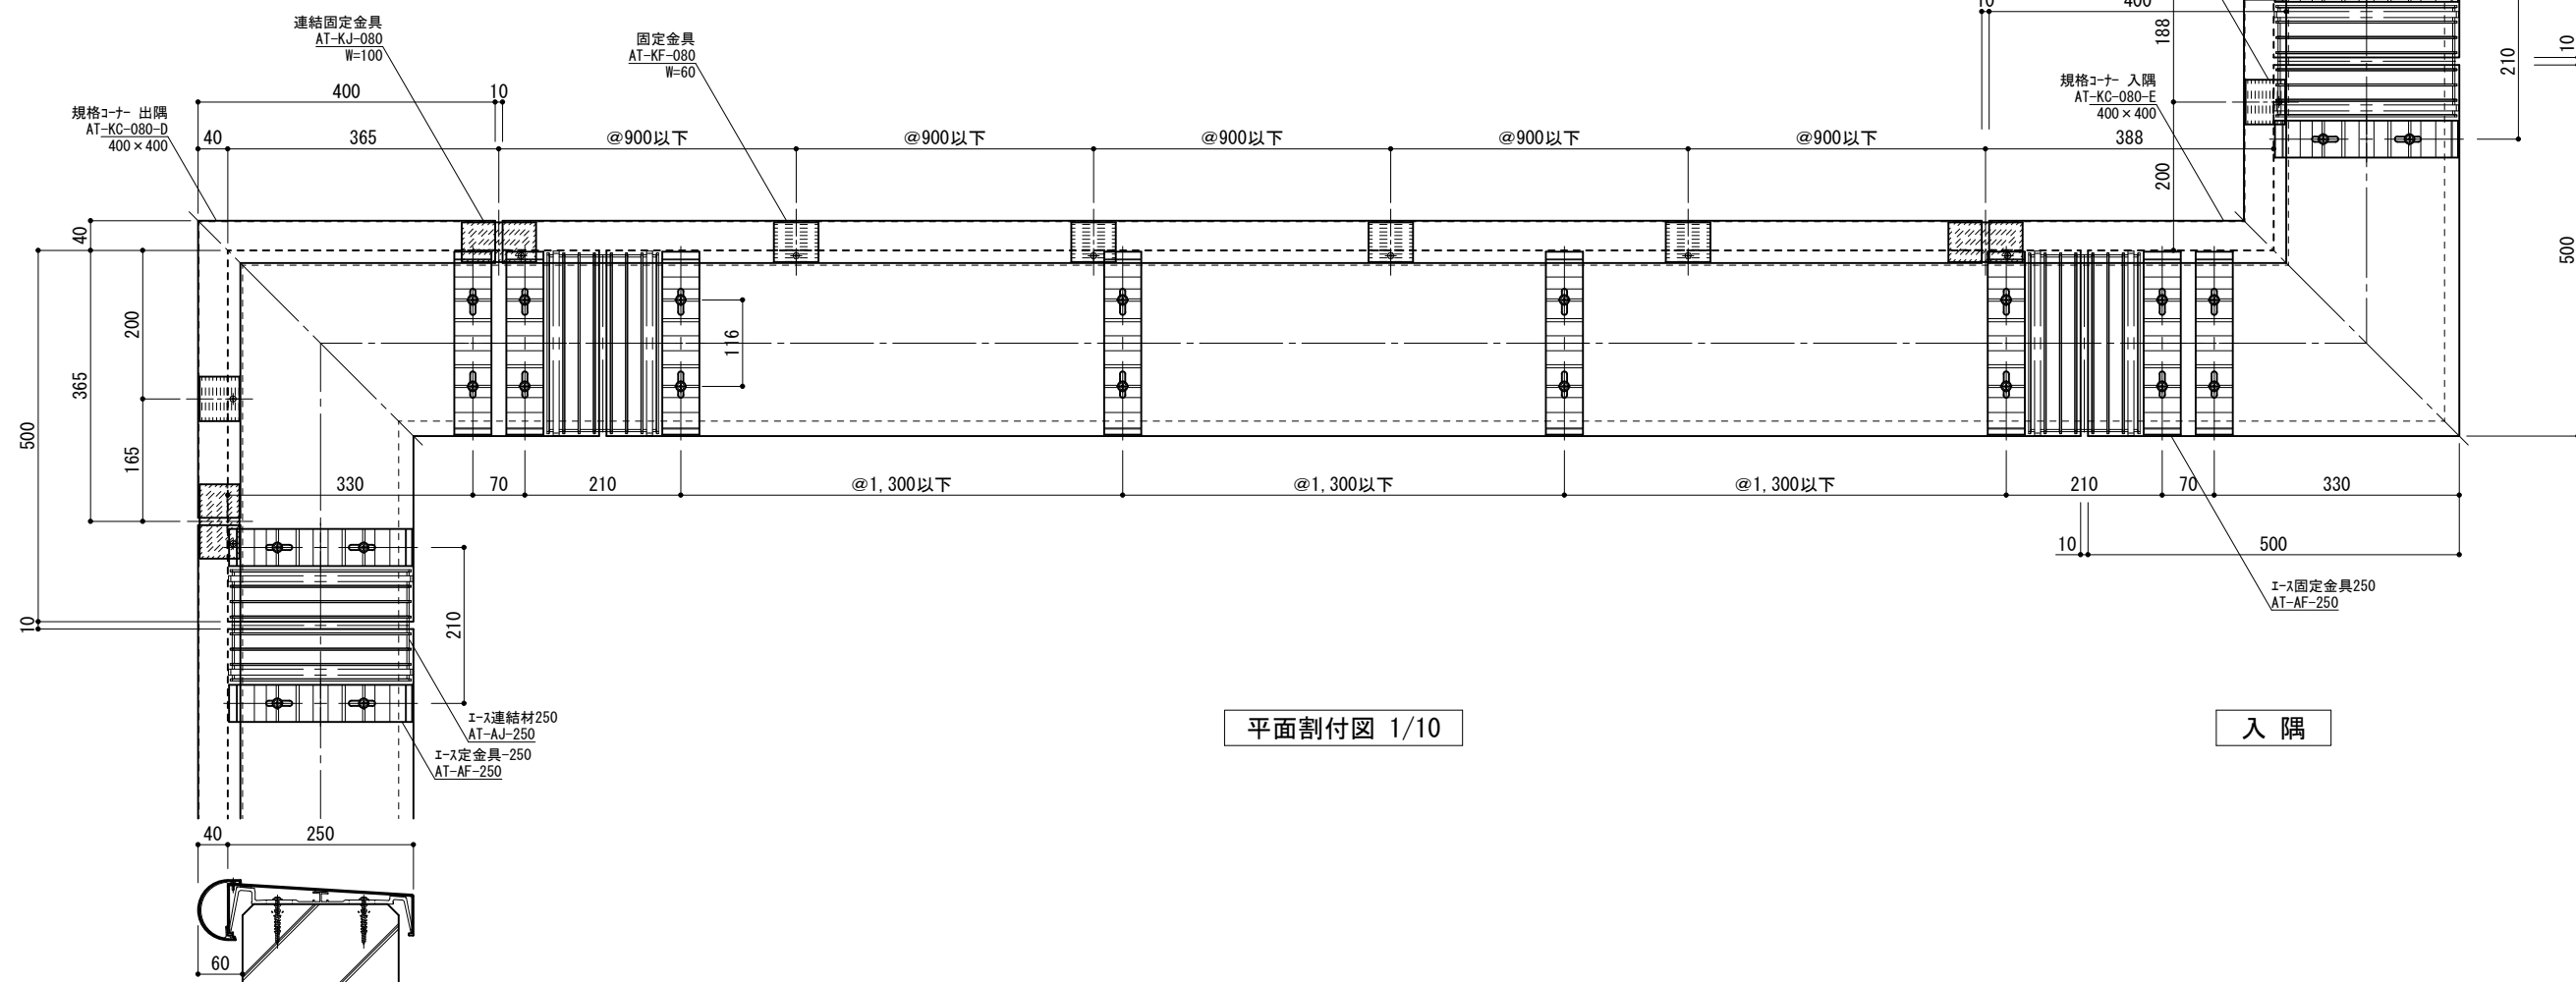 連結固定金具
AT-KJ-080
W=100
固定金具
AT-KF-080
W=60
規格コーナー 出隅
AT-KC-080-D
400×400
規格コーナー 入隅
AT-KC-080-E
400×400
10
400
188
210
10
400
10
40
365
@900以下
@900以下
@900以下
@900以下
@900以下
388
200
500
40
200
365
500
165
10
116
330
70
210
@1,300以下
@1,300以下
@1,300以下
210
70
330
10
500
210
エース固定金具250
AT-AF-250
エース連結材250
AT-AJ-250
エース定金具-250
AT-AF-250
平面割付図 1/10
入 隅
40
250
60